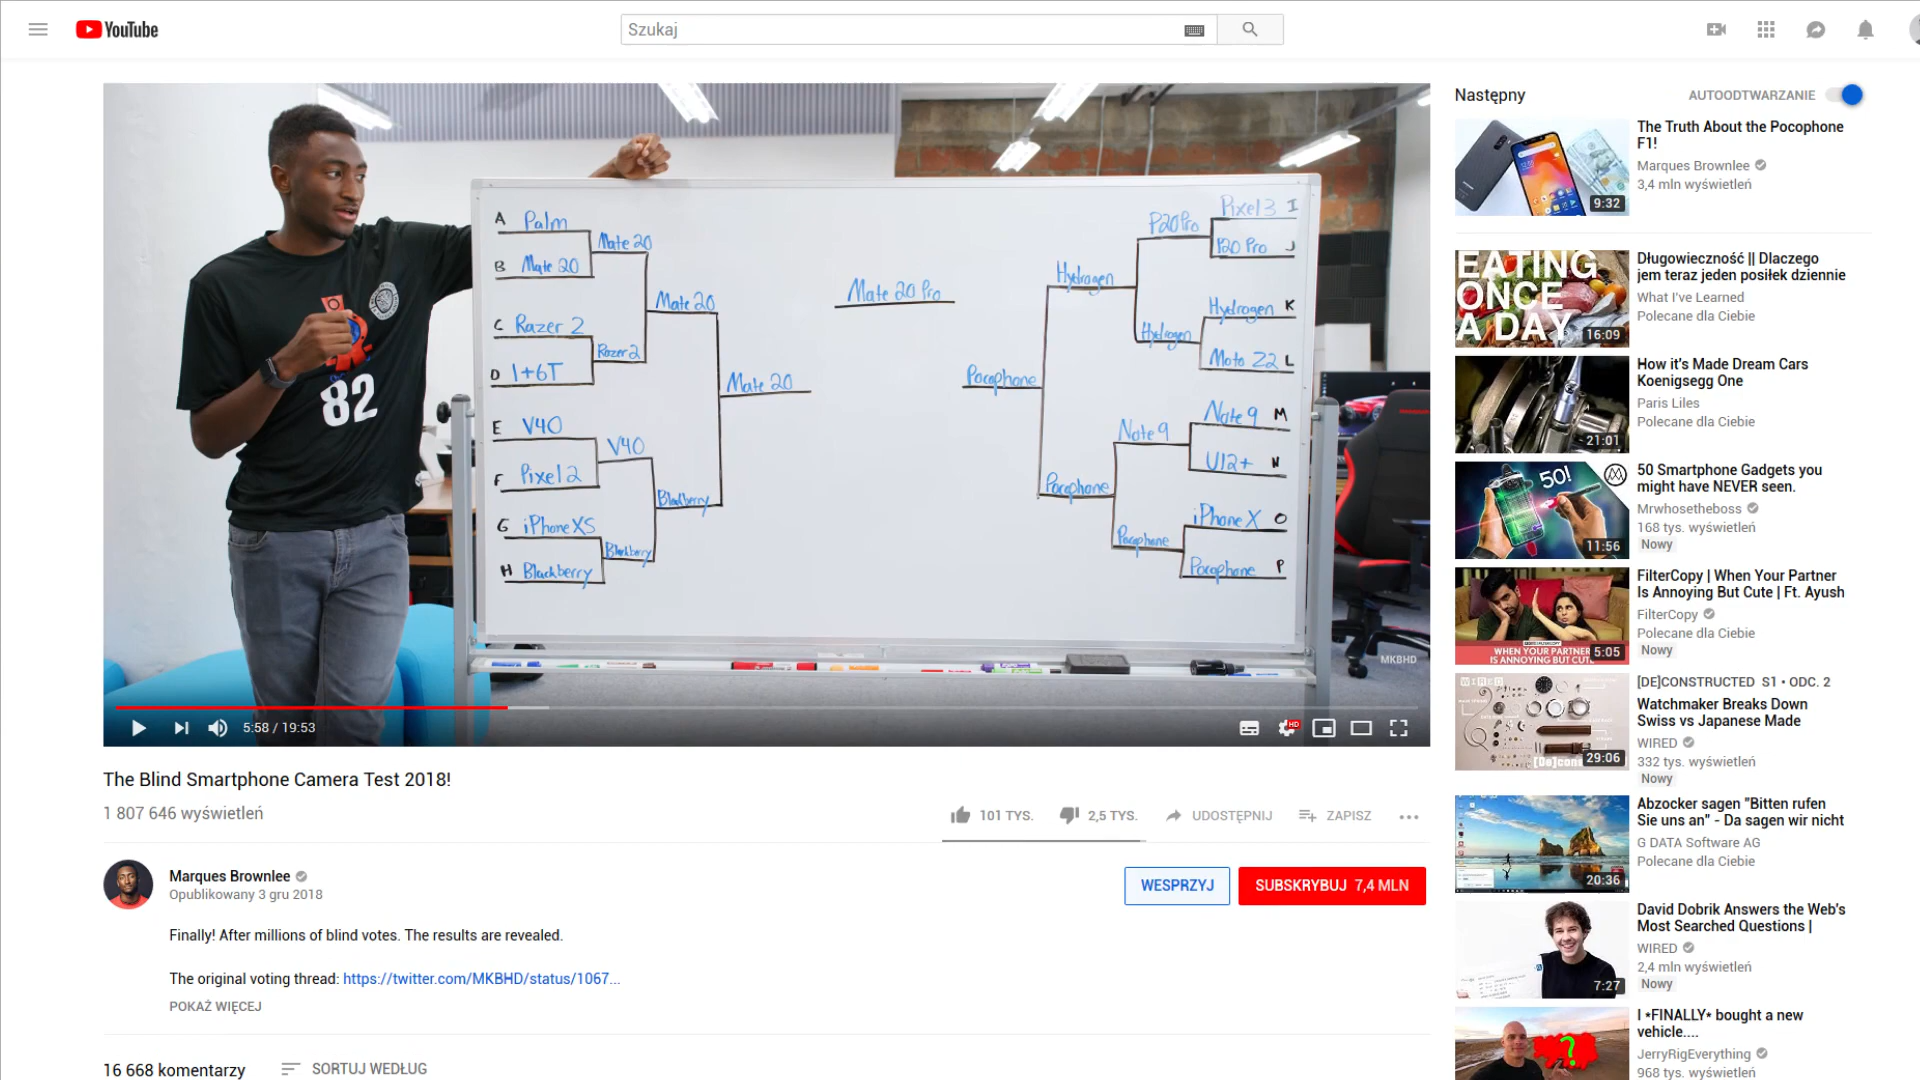 YouTube
Szukaj
A Palm
Mate 20
B Mate 20
Mate 20
C Razer 2
Razer 2
D 1+6T
Mate 20
E V40
V40
F Pixel 2
Blackberry
G iPhone XS
Blackberry
H Blackberry
Mate 20 Pro
Pixel 3 I
P20 Pro
P20 Pro J
Hydrogen
Hydrogen K
Hydrogen
Moto Z2 L
Pocophone
Note 9 M
Note 9
U12+ N
Pocophone
iPhone X O
Pocophone
Pocophone P
82
MKBHD
5:58 / 19:53
HD
The Blind Smartphone Camera Test 2018!
1 807 646 wyświetleń
101 TYS.
2,5 TYS.
UDOSTĘPNIJ
ZAPISZ
Marques Brownlee
Opublikowany 3 gru 2018
WESPRZYJ
SUBSKRYBUJ 7,4 MLN
Finally! After millions of blind votes. The results are revealed.
The original voting thread: https://twitter.com/MKBHD/status/1067...
POKAŻ WIĘCEJ
16 668 komentarzy
SORTUJ WEDŁUG
Następny
AUTOODTWARZANIE
9:32
The Truth About the Pocophone
F1!
Marques Brownlee
3,4 mln wyświetleń
EATING
ONCE
A DAY
16:09
Długowieczność || Dlaczego
jem teraz jeden posiłek dziennie
What I've Learned
Polecane dla Ciebie
21:01
How it's Made Dream Cars
Koenigsegg One
Paris Liles
Polecane dla Ciebie
50!
11:56
50 Smartphone Gadgets you
might have NEVER seen.
Mrwhosetheboss
168 tys. wyświetleń
Nowy
WHEN YOUR PARTNER
IS ANNOYING BUT CUTE
5:05
FilterCopy | When Your Partner
Is Annoying But Cute | Ft. Ayush
FilterCopy
Polecane dla Ciebie
Nowy
WIRED
[De]cons
29:06
[DE]CONSTRUCTED S1 • ODC. 2
Watchmaker Breaks Down
Swiss vs Japanese Made
WIRED
332 tys. wyświetleń
Nowy
20:36
Abzocker sagen "Bitten rufen
Sie uns an" - Da sagen wir nicht
G DATA Software AG
Polecane dla Ciebie
7:27
David Dobrik Answers the Web's
Most Searched Questions |
WIRED
2,4 mln wyświetleń
Nowy
?
I *FINALLY* bought a new
vehicle....
JerryRigEverything
968 tys. wyświetleń